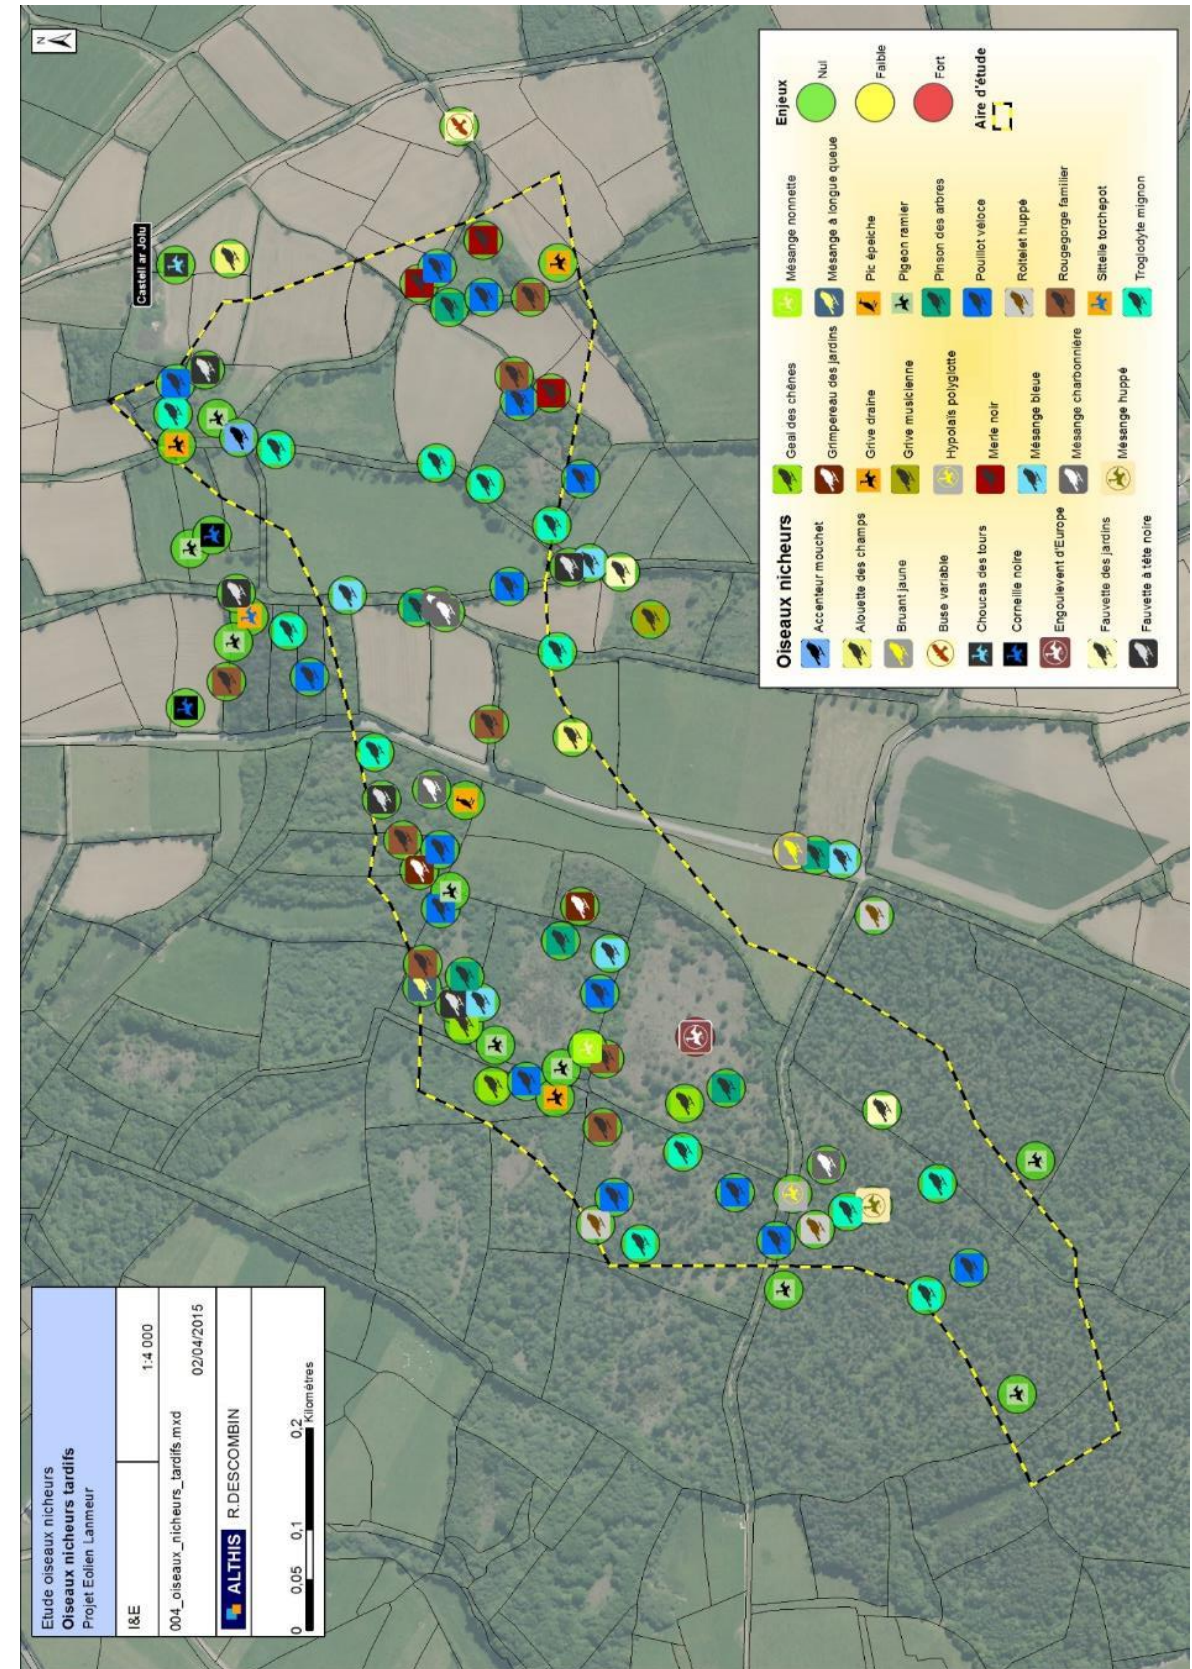 N
Castell ar Jolu
Etude oiseaux nicheurs
Oiseaux nicheurs tardifs
Projet Eolien Lanmeur
I&E
1:4 000
004_oiseaux_nicheurs_tardifs.mxd
02/04/2015
ALTHIS R.DESCOMBIN
0 0,05 0,1 0,2
Kilomètres
Oiseaux nicheurs
Accenteur mouchet
Alouette des champs
Bruant jaune
Buse variable
Choucas des tours
Corneille noire
Engoulevent d'Europe
Fauvette des jardins
Fauvette à tête noire
Geai des chênes
Grimpereau des jardins
Grive draine
Grive musicienne
Hypolaïs polyglotte
Merle noir
Mésange bleue
Mésange charbonnière
Mésange huppé
Mésange nonnette
Mésange à longue queue
Pic épeiche
Pigeon ramier
Pinson des arbres
Pouillot véloce
Roitelet huppé
Rougegorge familier
Sittelle torchepot
Troglodyte mignon
Enjeux
Nul
Faible
Fort
Aire d'étude